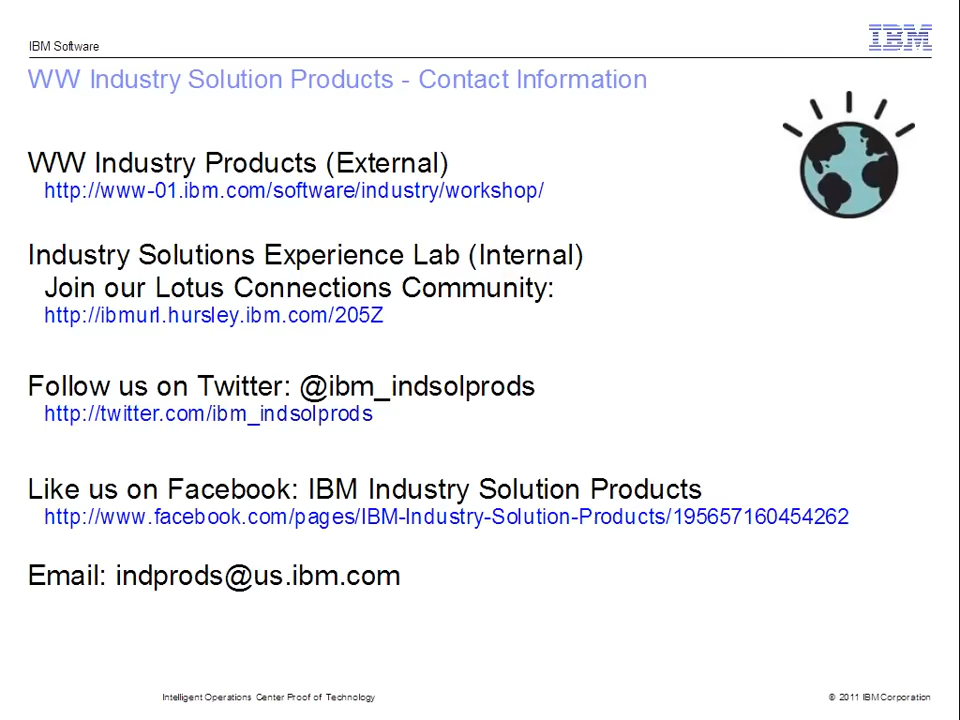 IBM Software
IBM
WW Industry Solution Products - Contact Information
WW Industry Products (External)
http://www-01.ibm.com/software/industry/workshop/
Industry Solutions Experience Lab (Internal)
Join our Lotus Connections Community:
http://ibmurl.hursley.ibm.com/205Z
Follow us on Twitter: @ibm_indsolprods
http://twitter.com/ibm_indsolprods
Like us on Facebook: IBM Industry Solution Products
http://www.facebook.com/pages/IBM-Industry-Solution-Products/195657160454262
Email: indprods@us.ibm.com
Intelligent Operations Center Proof of Technology
© 2011 IBM Corporation